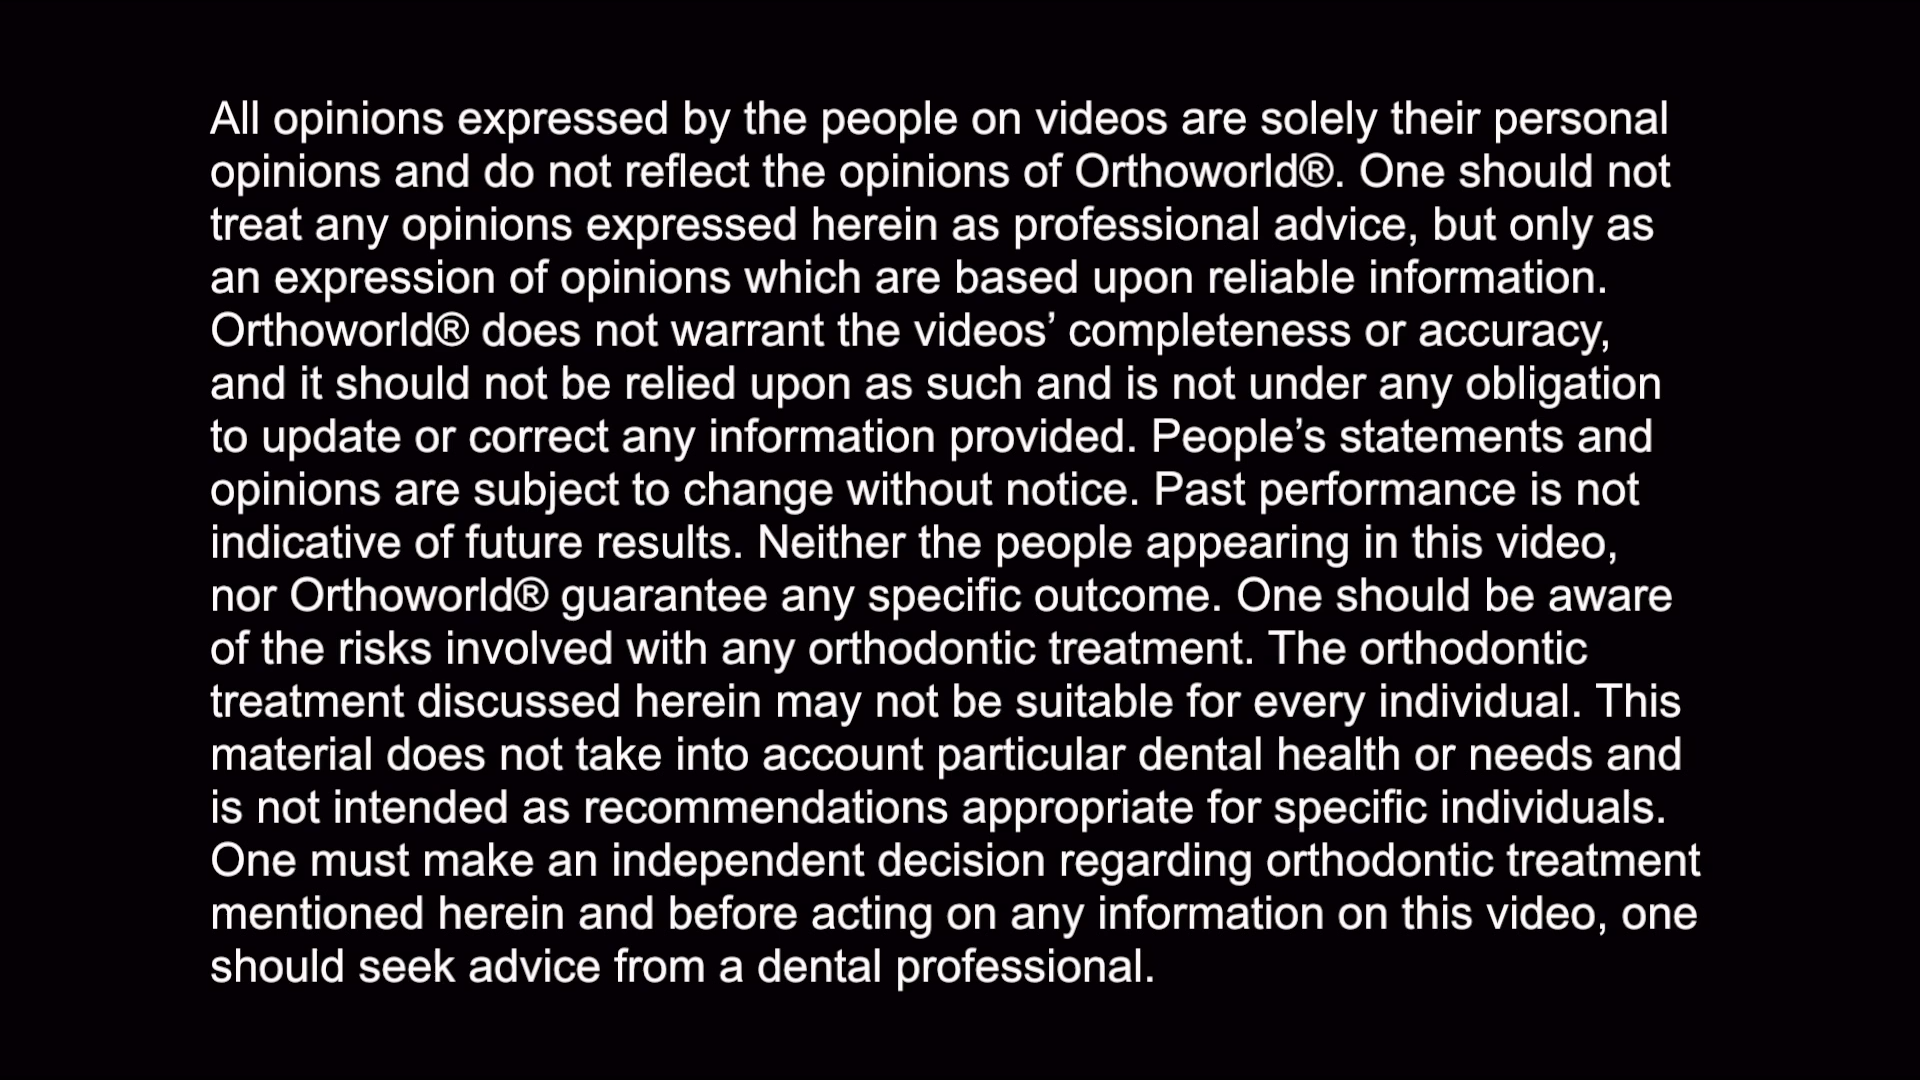 All opinions expressed by the people on videos are solely their personal
opinions and do not reflect the opinions of Orthoworld®. One should not
treat any opinions expressed herein as professional advice, but only as
an expression of opinions which are based upon reliable information.
Orthoworld® does not warrant the videos’ completeness or accuracy,
and it should not be relied upon as such and is not under any obligation
to update or correct any information provided. People’s statements and
opinions are subject to change without notice. Past performance is not
indicative of future results. Neither the people appearing in this video,
nor Orthoworld® guarantee any specific outcome. One should be aware
of the risks involved with any orthodontic treatment. The orthodontic
treatment discussed herein may not be suitable for every individual. This
material does not take into account particular dental health or needs and
is not intended as recommendations appropriate for specific individuals.
One must make an independent decision regarding orthodontic treatment
mentioned herein and before acting on any information on this video, one
should seek advice from a dental professional.